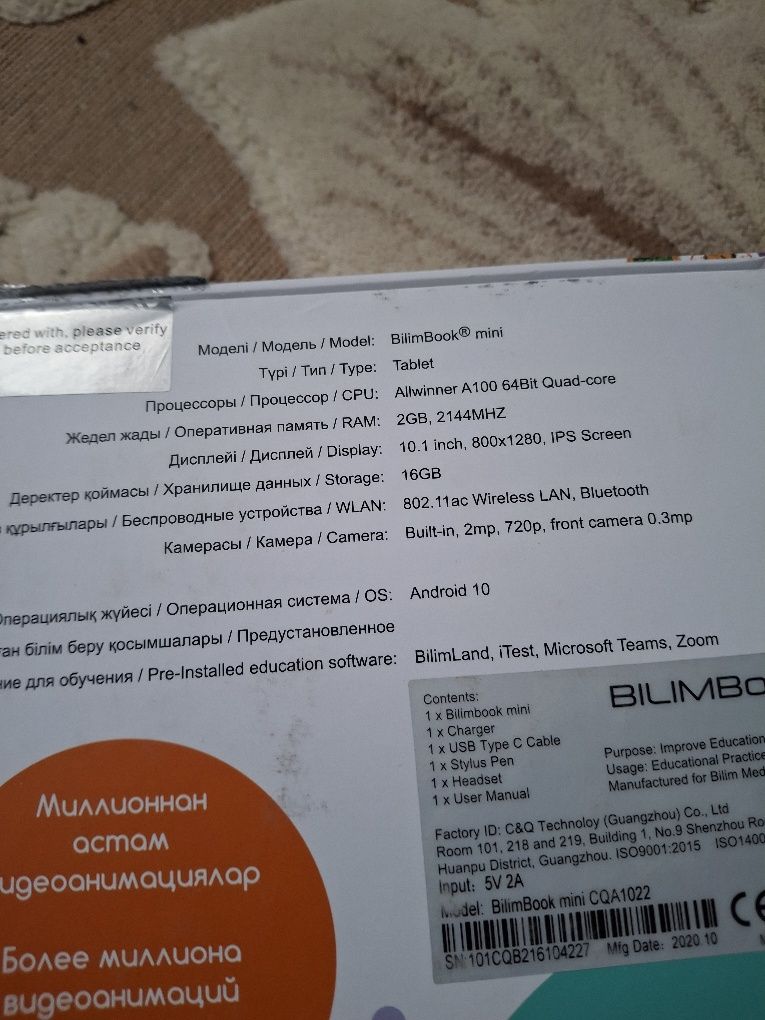 ered with, please verify
before acceptance
Моделі / Модель / Model: BilimBook® mini
Түрі / Тип / Type: Tablet
Процессоры / Процессор / CPU: Allwinner A100 64Bit Quad-core
Жедел жады / Оперативная память / RAM: 2GB, 2144MHZ
Дисплейі / Дисплей / Display: 10.1 inch, 800x1280, IPS Screen
Деректер қоймасы / Хранилище данных / Storage: 16GB
құрылғылары / Беспроводные устройства / WLAN: 802.11ac Wireless LAN, Bluetooth
Камерасы / Камера / Camera: Built-in, 2mp, 720p, front camera 0.3mp
Операциялық жүйесі / Операционная система / OS: Android 10
ған білім беру қосымшалары / Предустановленное
ние для обучения / Pre-Installed education software: BilimLand, iTest, Microsoft Teams, Zoom
Contents:
1 x Bilimbook mini
1 x Charger
1 x USB Type C Cable
1 x Stylus Pen
1 x Headset
1 x User Manual
BILIMBo
Purpose: Improve Education
Usage: Educational Practice
Manufactured for Bilim Med
Factory ID: C&Q Technoloy (Guangzhou) Co., Ltd
Room 101, 218 and 219, Building 1, No.9 Shenzhou Ro
Huanpu District, Guangzhou. ISO9001:2015 ISO1400
Input: 5V 2A
Model: BilimBook mini CQA1022
CE
SN:101CQB216104227 Mfg Date: 2020.10
Миллионнан
астам
идеоанимациялар
Более миллиона
видеоанимаций